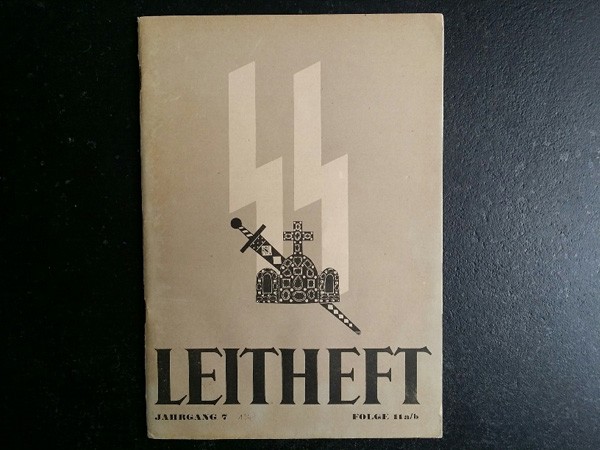 LEITHEFT
JAHRGANG 7 FOLGE 11a/b